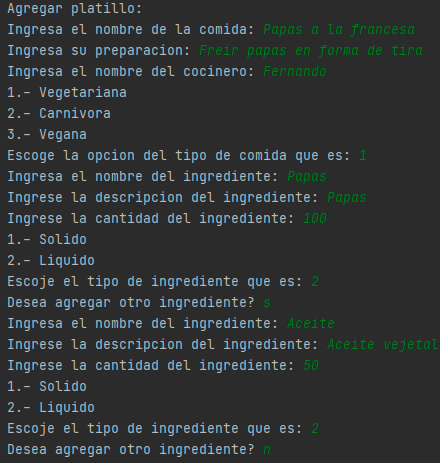 Agregar platillo:
Ingresa el nombre de la comida: Papas a la francesa
Ingresa su preparacion: Freir papas en forma de tira
Ingresa el nombre del cocinero: Fernando
1.- Vegetariana
2.- Carnivora
3.- Vegana
Escoge la opcion del tipo de comida que es: 1
Ingresa el nombre del ingrediente: Papas
Ingrese la descripcion del ingrediente: Papas
Ingrese la cantidad del ingrediente: 100
1.- Solido
2.- Liquido
Escoje el tipo de ingrediente que es: 2
Desea agregar otro ingrediente? s
Ingresa el nombre del ingrediente: Aceite
Ingrese la descripcion del ingrediente: Aceite vejetal
Ingrese la cantidad del ingrediente: 50
1.- Solido
2.- Liquido
Escoje el tipo de ingrediente que es: 2
Desea agregar otro ingrediente? n